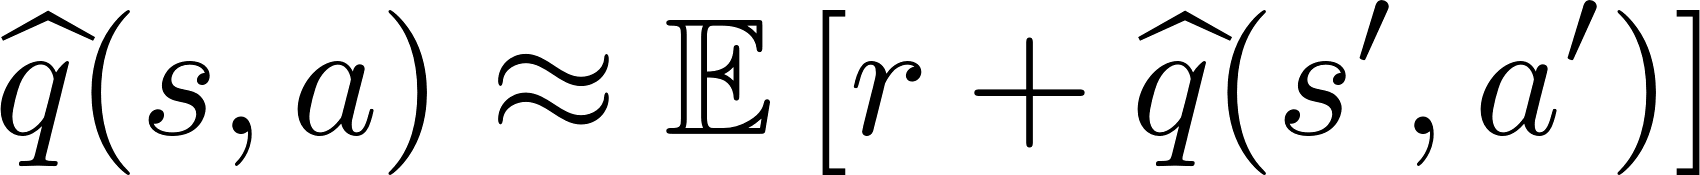 q̂(s, a) ≈ 𝔼 [r + q̂(s′, a′)]